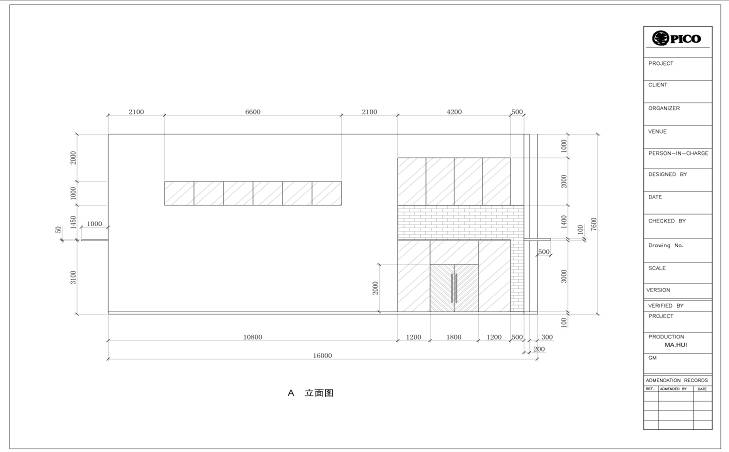 PICO
PROJECT
CLIENT
ORGANIZER
VENUE
PERSON-IN-CHARGE
DESIGNED BY
DATE
CHECKED BY
Drawing No.
SCALE
VERSION
VERIFIED BY
PROJECT
PRODUCTION
MA.HUI
GM
ADMENDATION RECORDS
REF. ADMENDED BY DATE
2100 6600 2100 4200 500
2000
1000
1450
1000
50
3100
2000
1000
2000
1400
100
7500
500
3000
100
10800 1200 1800 1200 500 300
200
16000
A 立面图